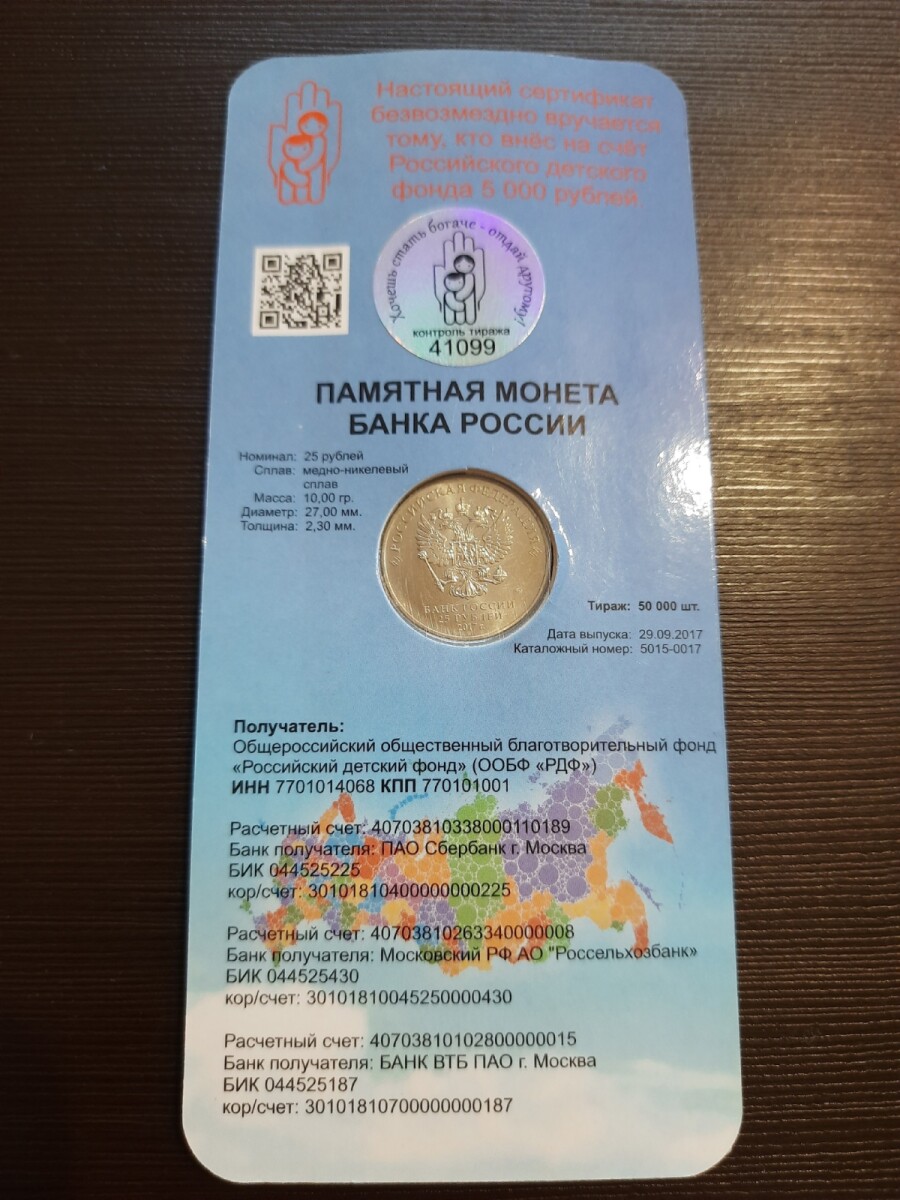 Настоящий сертификат
безвозмездно вручается
тому, кто внёс на счёт
Российского детского
фонда 5 000 рублей
Хочешь стать богаче - отдай другому!
контроль тиража
41099
ПАМЯТНАЯ МОНЕТА
БАНКА РОССИИ
Номинал: 25 рублей
Сплав: медно-никелевый
сплав
Масса: 10,00 гр.
Диаметр: 27,00 мм.
Толщина: 2,30 мм.
РОССИЙСКАЯ ФЕДЕРАЦИЯ
БАНК РОССИИ
25 РУБЛЕЙ
2017 г.
Тираж: 50 000 шт.
Дата выпуска: 29.09.2017
Каталожный номер: 5015-0017
Получатель:
Общероссийский общественный благотворительный фонд
«Российский детский фонд» (ООБФ «РДФ»)
ИНН 7701014068 КПП 770101001
Расчетный счет: 40703810338000110189
Банк получателя: ПАО Сбербанк г. Москва
БИК 044525225
кор/счет: 30101810400000000225
Расчетный счет: 40703810263340000008
Банк получателя: Московский РФ АО "Россельхозбанк»
БИК 044525430
кор/счет: 30101810045250000430
Расчетный счет: 40703810102800000015
Банк получателя: БАНК ВТБ ПАО г. Москва
БИК 044525187
кор/счет: 30101810700000000187